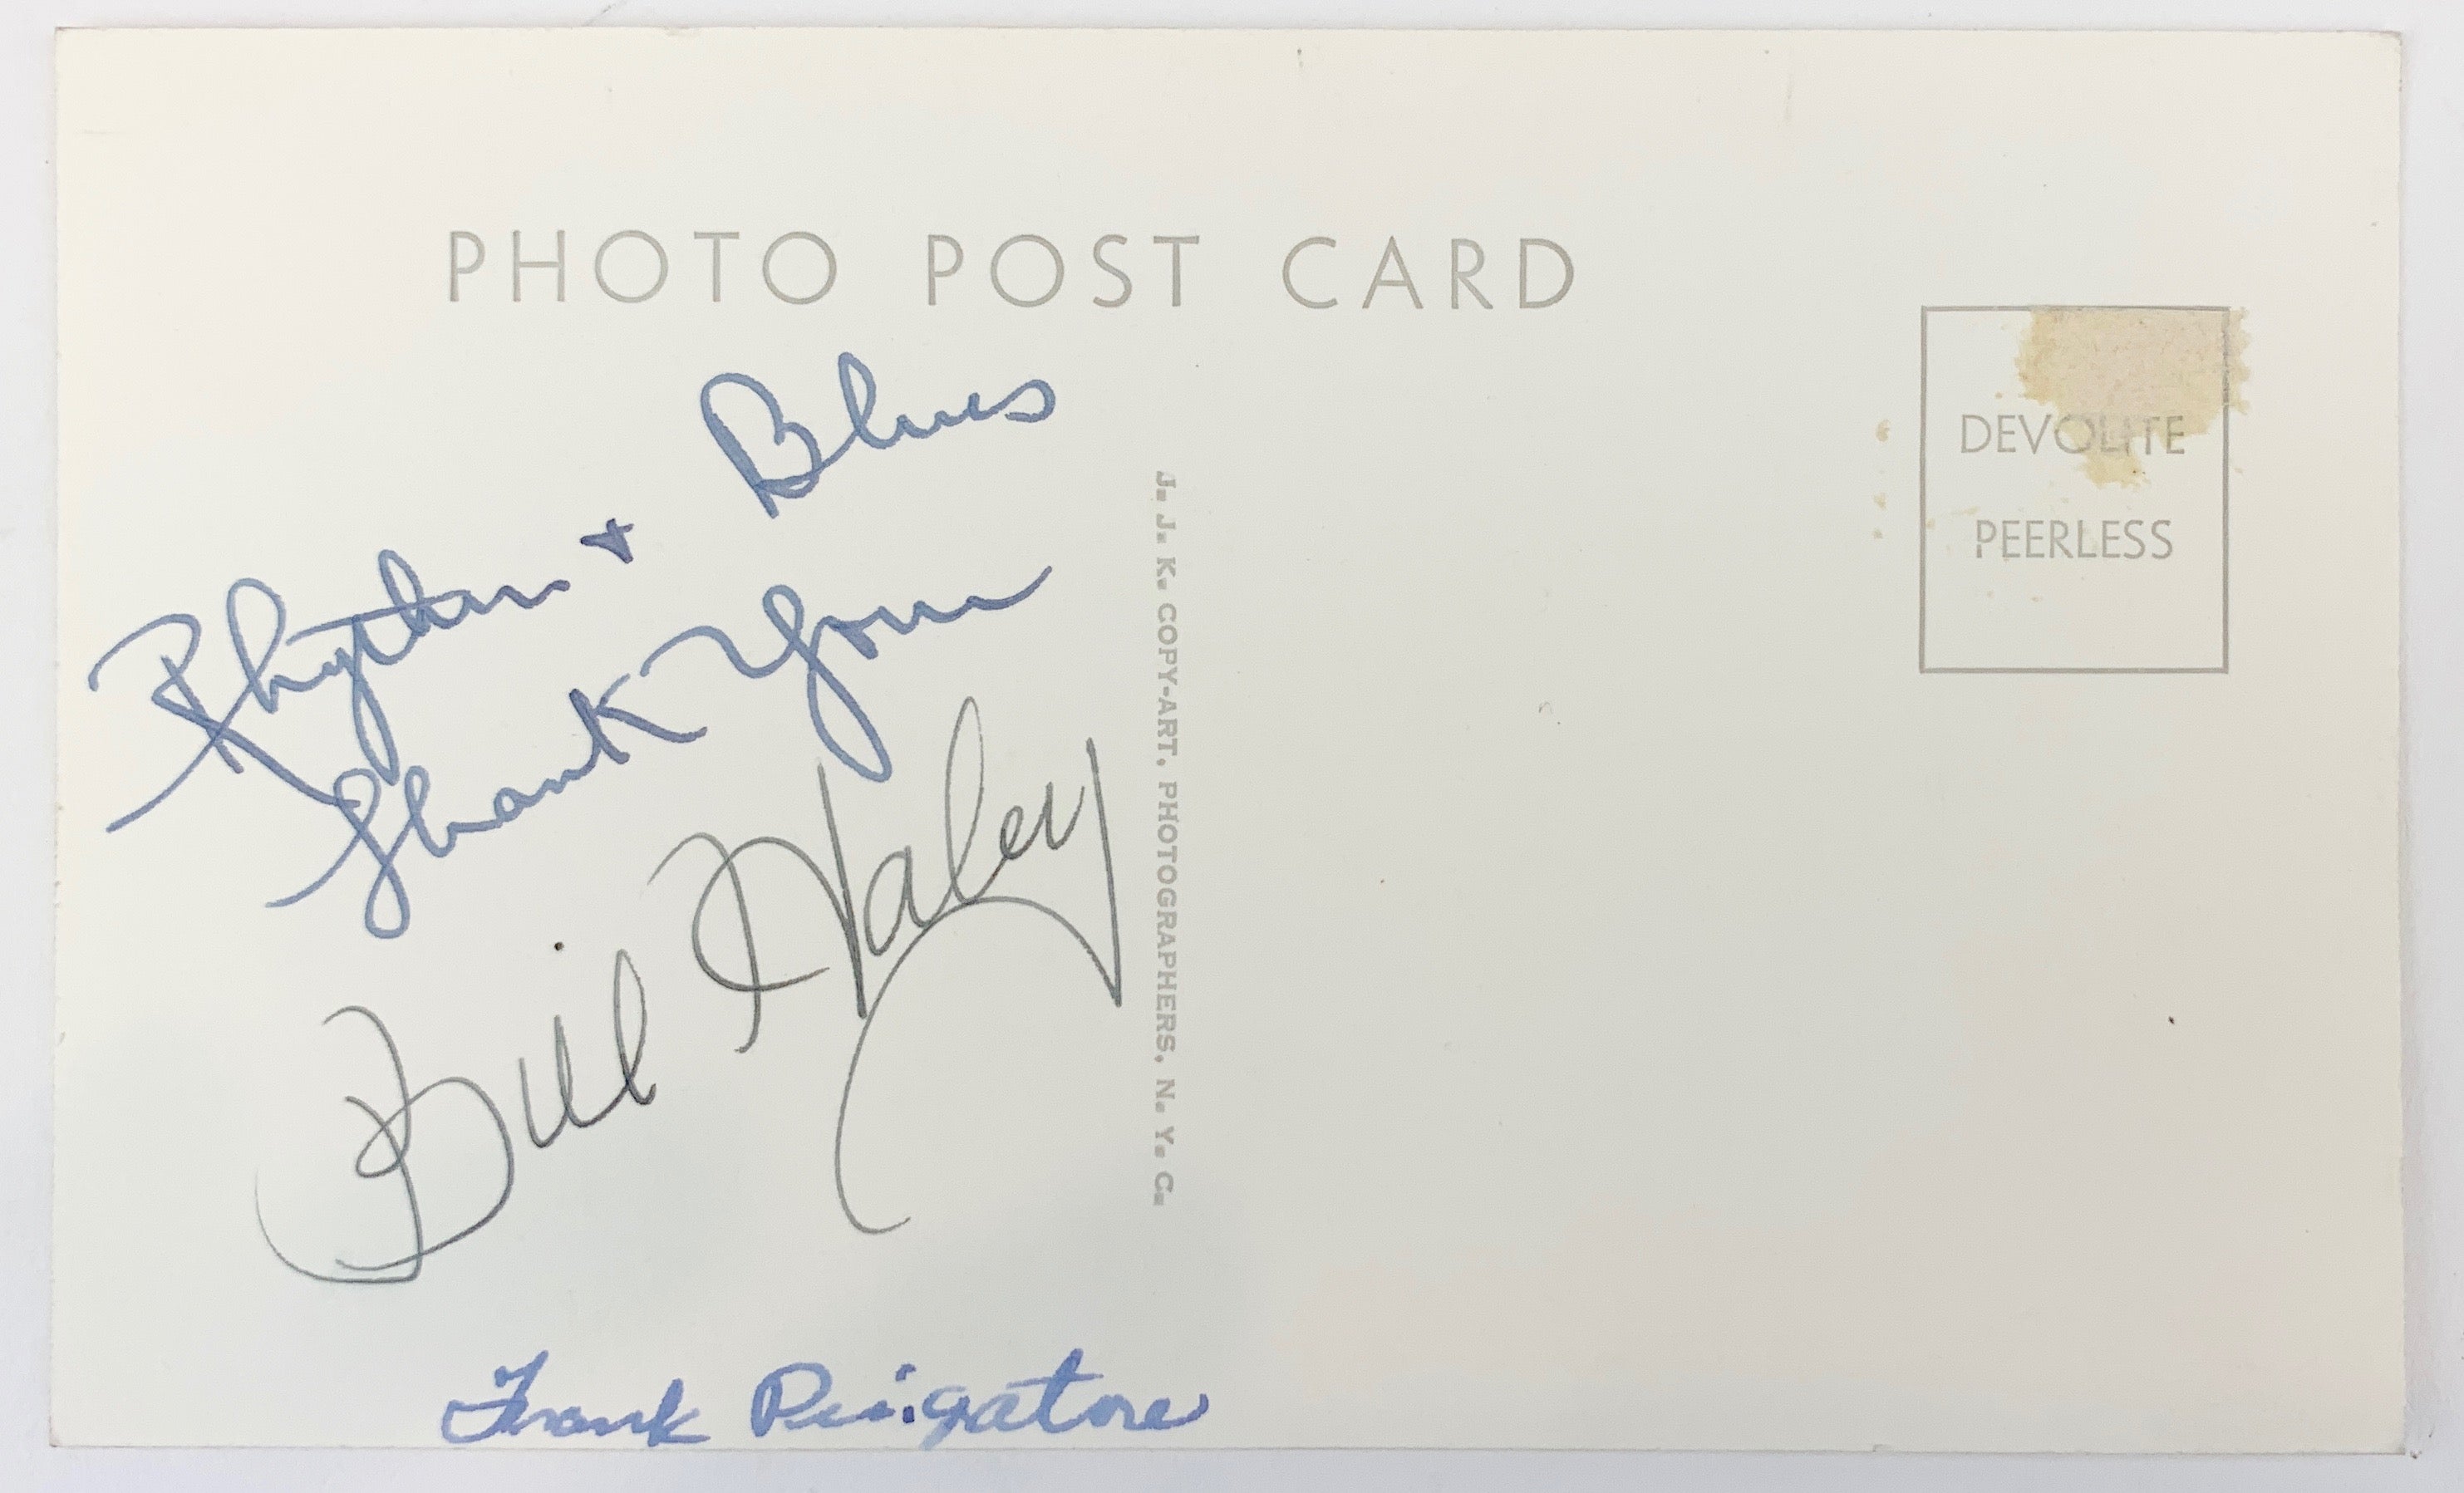 PHOTO POST CARD
Rhythm + Blues
Thank You
Bill Haley
Frank
J. J. K. COPY-ART, PHOTOGRAPHERS, N. Y. C.
DEVOLITE
PEERLESS